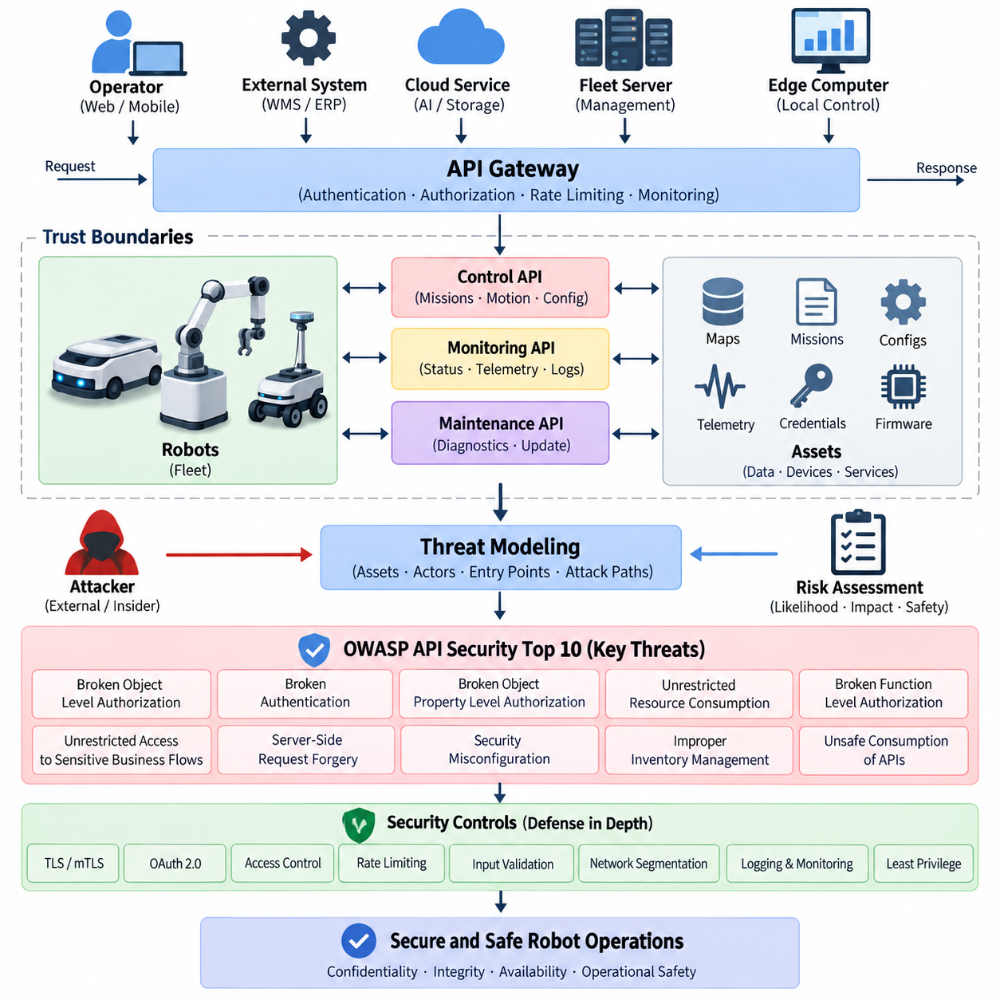 Operator
(Web / Mobile)
External System
(WMS / ERP)
Cloud Service
(AI / Storage)
Fleet Server
(Management)
Edge Computer
(Local Control)
Request
API Gateway
(Authentication · Authorization · Rate Limiting · Monitoring)
Response
Trust Boundaries
Robots
(Fleet)
Control API
(Missions · Motion · Config)
Monitoring API
(Status · Telemetry · Logs)
Maintenance API
(Diagnostics · Update)
Maps
Missions
Configs
Telemetry
Credentials
Firmware
Assets
(Data · Devices · Services)
Attacker
(External / Insider)
Threat Modeling
(Assets · Actors · Entry Points · Attack Paths)
Risk Assessment
(Likelihood · Impact · Safety)
OWASP API Security Top 10 (Key Threats)
Broken Object
Level Authorization
Broken
Authentication
Broken Object
Property Level Authorization
Unrestricted
Resource Consumption
Broken Function
Level Authorization
Unrestricted Access
to Sensitive Business Flows
Server-Side
Request Forgery
Security
Misconfiguration
Improper
Inventory Management
Unsafe Consumption
of APIs
Security Controls (Defense in Depth)
TLS / mTLS
OAuth 2.0
Access Control
Rate Limiting
Input Validation
Network Segmentation
Logging & Monitoring
Least Privilege
Secure and Safe Robot Operations
Confidentiality · Integrity · Availability · Operational Safety